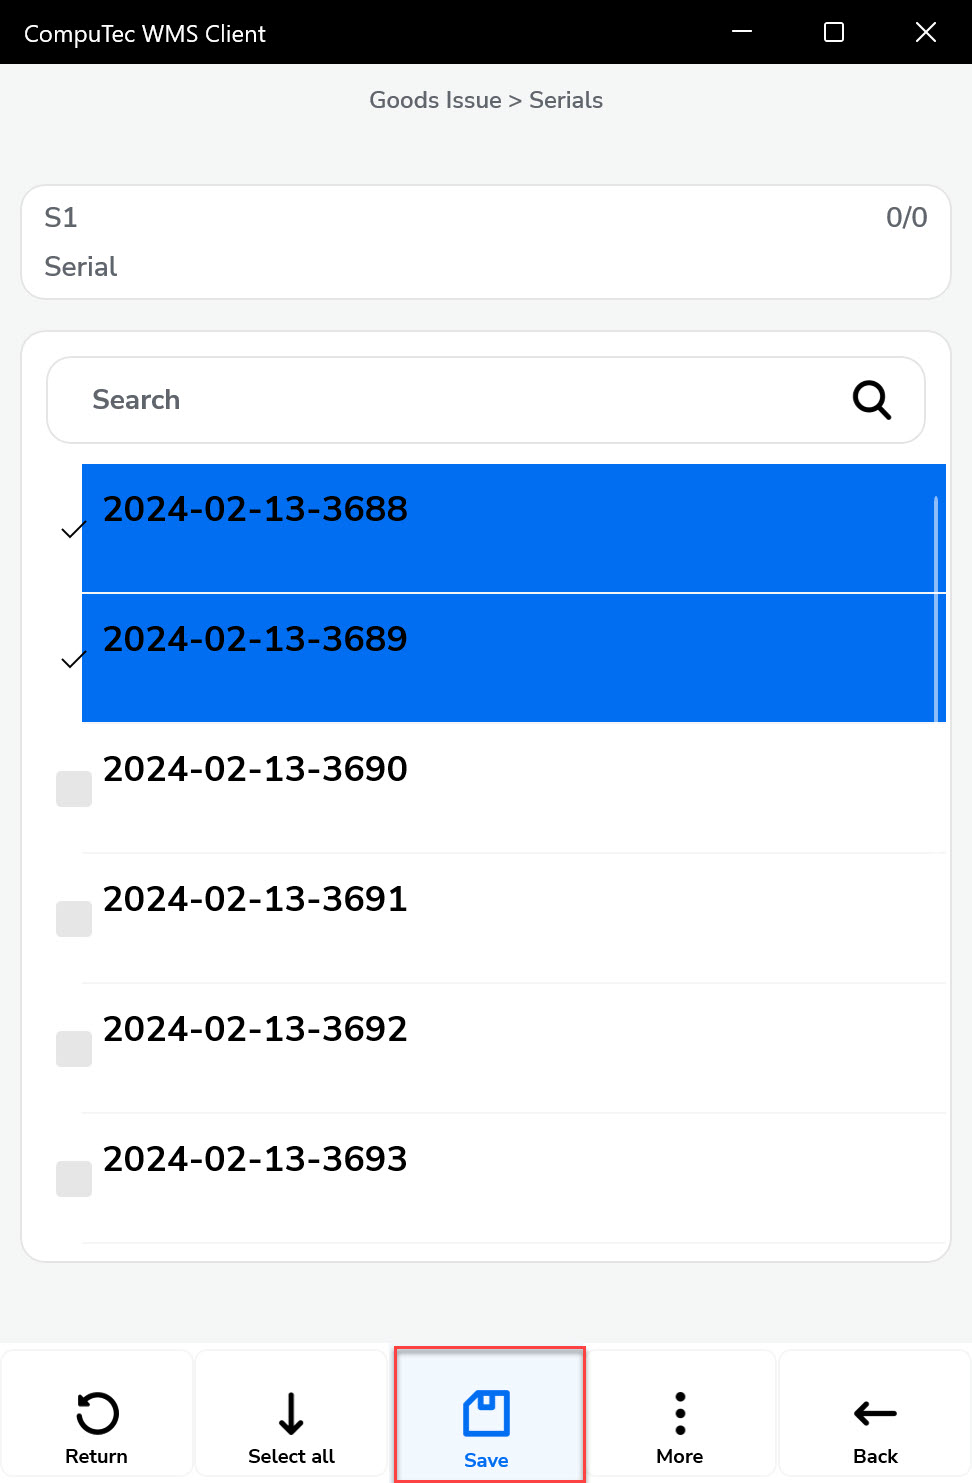 CompuTec WMS Client
Goods Issue > Serials
S1 0/0
Serial
Search
2024-02-13-3688
2024-02-13-3689
2024-02-13-3690
2024-02-13-3691
2024-02-13-3692
2024-02-13-3693
Return Select all Save More Back